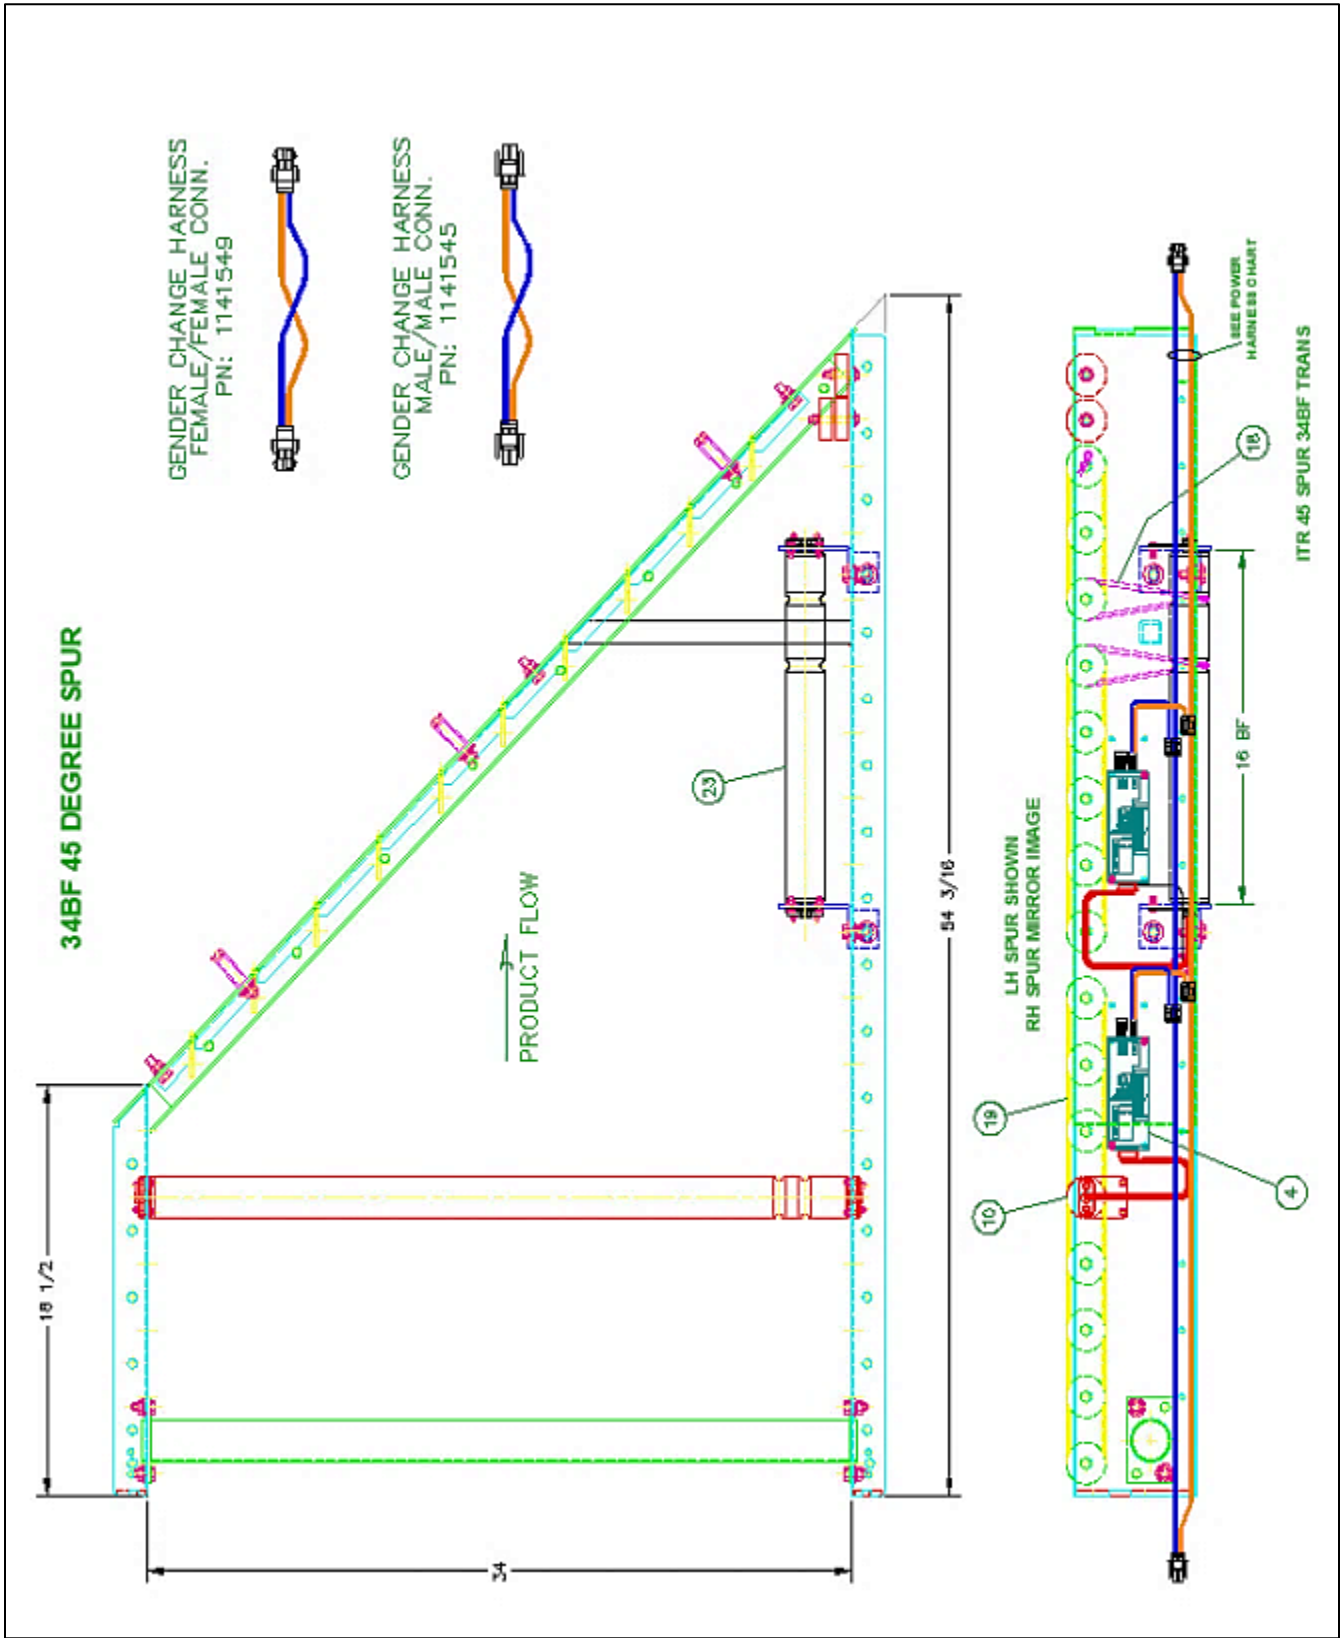 34BF 45 DEGREE SPUR
GENDER CHANGE HARNESS
FEMALE/FEMALE CONN.
PN: 1141549
GENDER CHANGE HARNESS
MALE/MALE CONN.
PN: 1141545
18 1/2
PRODUCT FLOW
23
34
54 3/16
LH SPUR SHOWN
RH SPUR MIRROR IMAGE
10
19
18
4
16 BF
SEE POWER
HARNESS CHART
ITR 45 SPUR 34BF TRANS